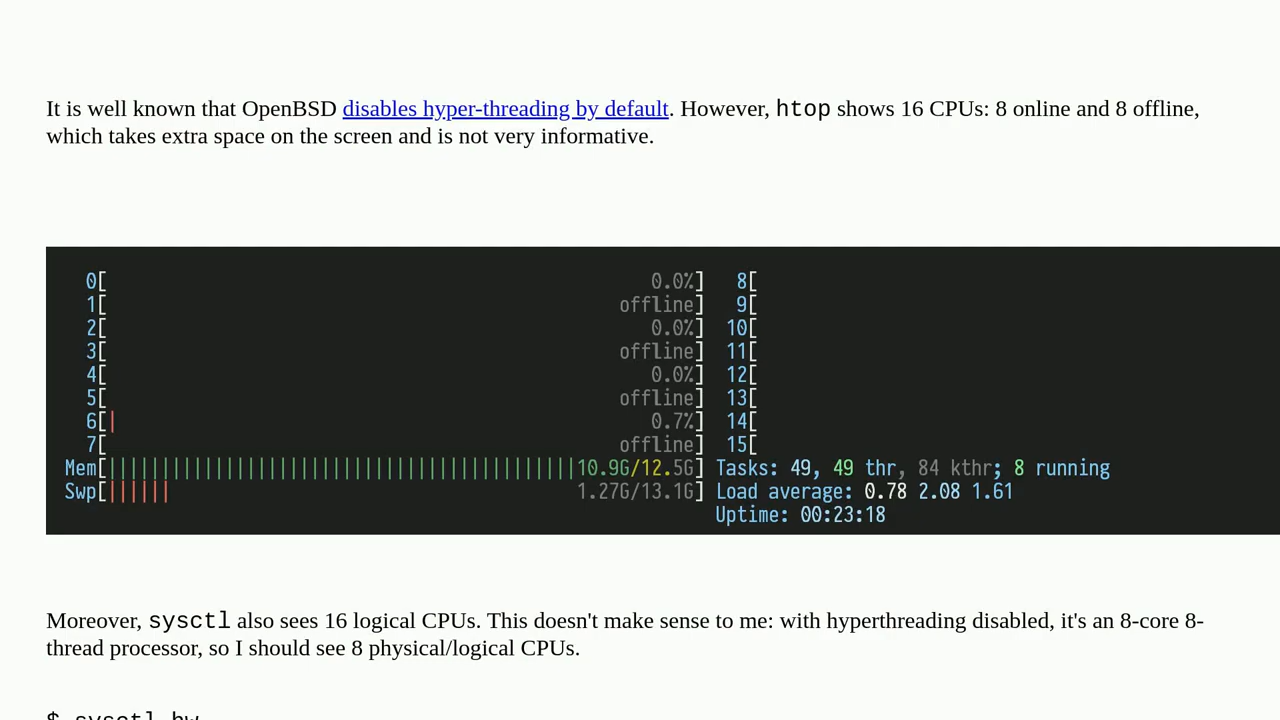 It is well known that OpenBSD disables hyper-threading by default. However, htop shows 16 CPUs: 8 online and 8 offline,
which takes extra space on the screen and is not very informative.
0[ 0.0%] 8[
1[ offline] 9[
2[ 0.0%] 10[
3[ offline] 11[
4[ 0.0%] 12[
5[ offline] 13[
6[| 0.7%] 14[
7[ offline] 15[
Mem[||||||||||||||||||||||||||||||||||||||||||||10.9G/12.5G] Tasks: 49, 49 thr, 84 kthr; 8 running
Swp[|||||| 1.27G/13.1G] Load average: 0.78 2.08 1.61
Uptime: 00:23:18
Moreover, sysctl also sees 16 logical CPUs. This doesn't make sense to me: with hyperthreading disabled, it's an 8-core 8-
thread processor, so I should see 8 physical/logical CPUs.
$ sysctl hw